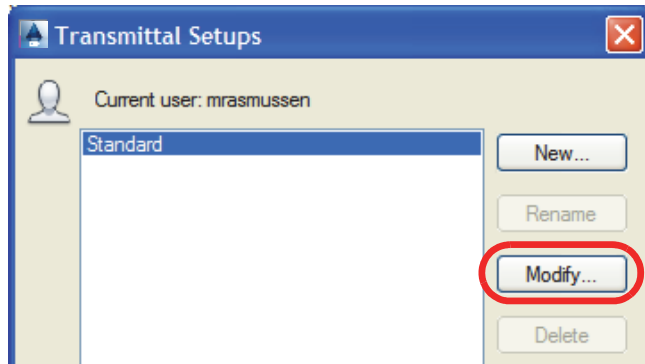 Transmittal Setups
Current user: mrasmussen
Standard
New...
Rename
Modify...
Delete